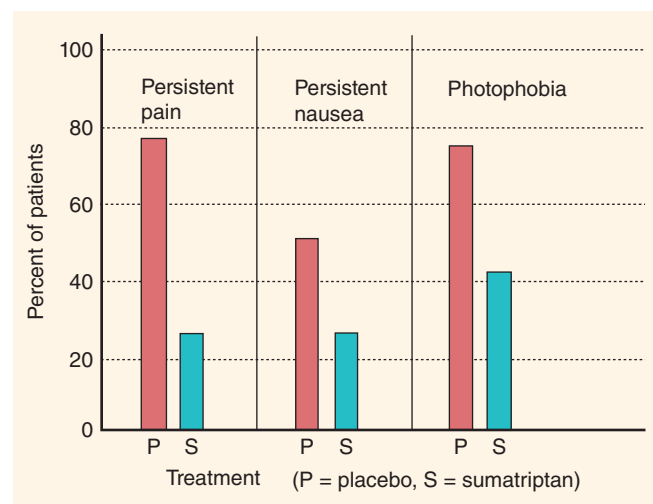 100
80
60
40
20
0
Percent of patients
Persistent
pain
Persistent
nausea
Photophobia
P S
P S
P S
Treatment (P = placebo, S = sumatriptan)